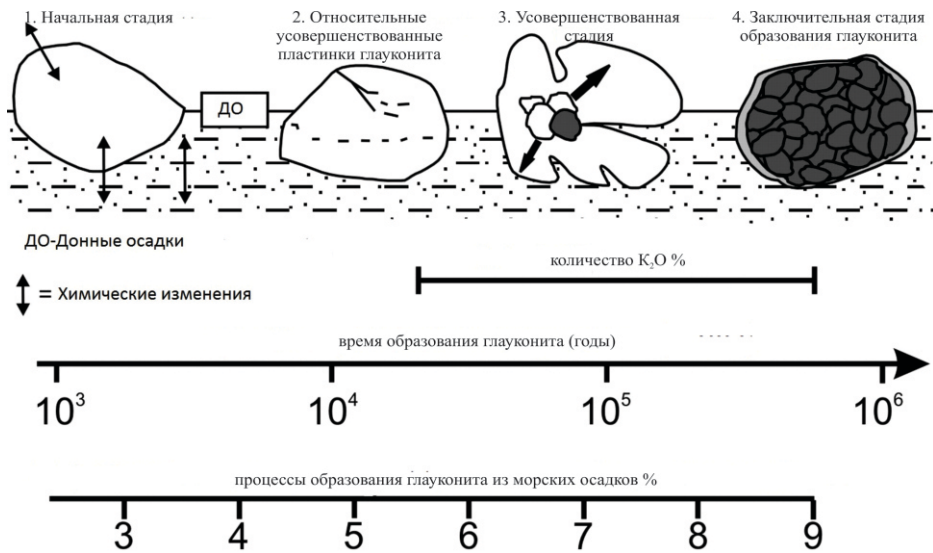 1. Начальная стадия
2. Относительные
усовершенствованные
пластинки глауконита
3. Усовершенствованная
стадия
4. Заключительная стадия
образования глауконита
ДО
ДО-Донные осадки
количество K₂O %
= Химические изменения
время образования глауконита (годы)
10³ 10⁴ 10⁵ 10⁶
процессы образования глауконита из морских осадков %
3 4 5 6 7 8 9